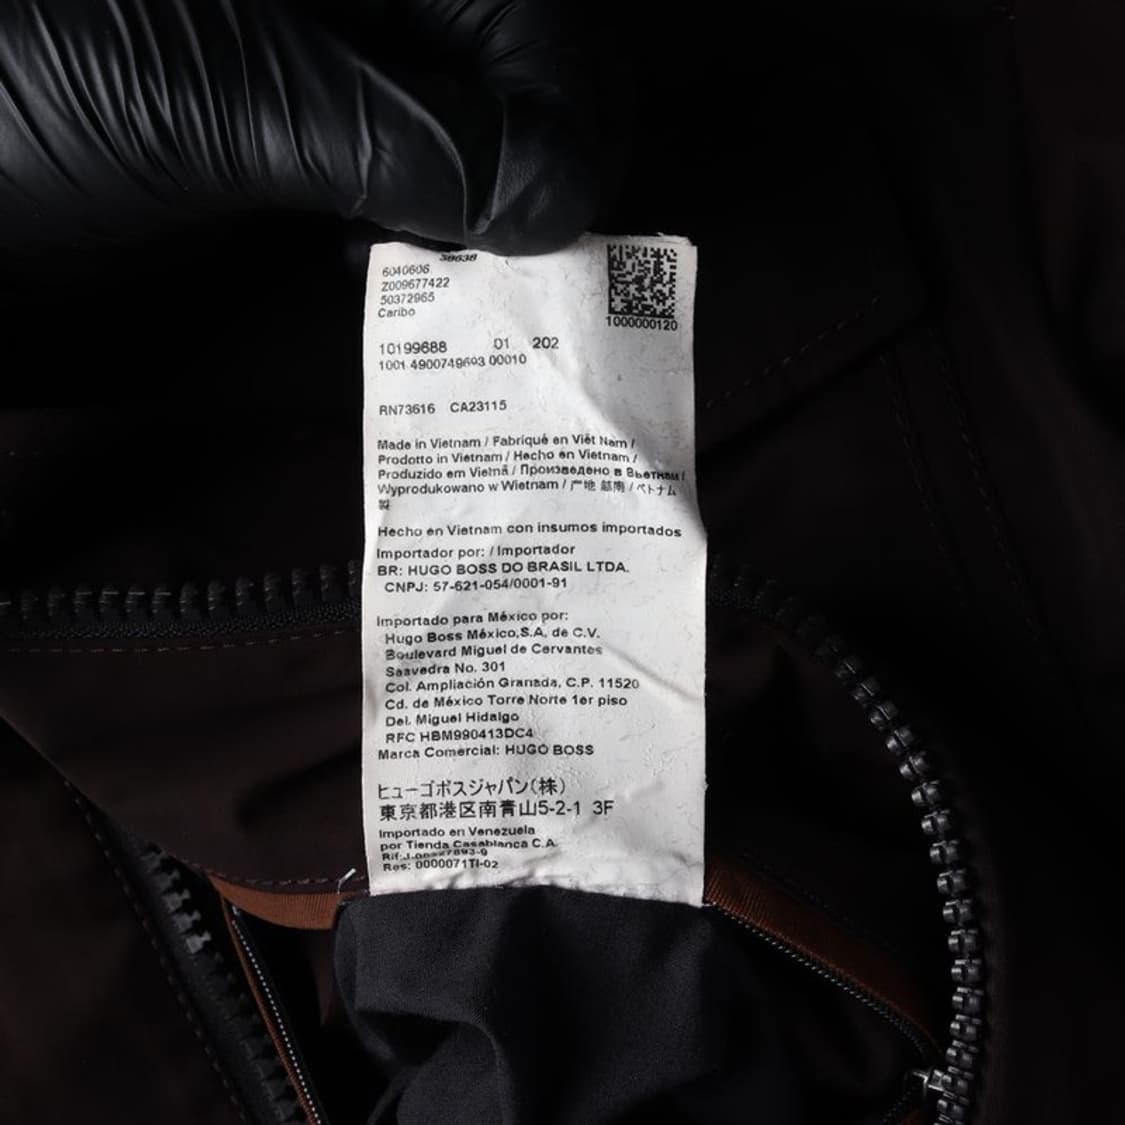 38638
6040606
Z009677422
50372965
Caribo
1000000120
10199688 01 202
1001 4900749693 00010
RN73616 CA23115
Made in Vietnam / Fabriqué en Viêt Nam /
Prodotto in Vietnam / Hecho en Vietnam /
Produzido em Vietnã / Произведено в Вьетнам /
Wyprodukowano w Wietnam / 产地 越南 / ベトナム
製
Hecho en Vietnam con insumos importados
Importador por: / Importador
BR: HUGO BOSS DO BRASIL LTDA.
CNPJ: 57-621-054/0001-91
Importado para México por:
Hugo Boss México,S.A. de C.V.
Boulevard Miguel de Cervantes
Saavedra No. 301
Col. Ampliación Granada, C.P. 11520
Cd. de México Torre Norte 1er piso
Del. Miguel Hidalgo
RFC HBM990413DC4
Marca Comercial: HUGO BOSS
ヒューゴボスジャパン(株)
東京都港区南青山5-2-1 3F
Importado en Venezuela
por Tienda Casablanca C.A.
Res: 0000071TI-02